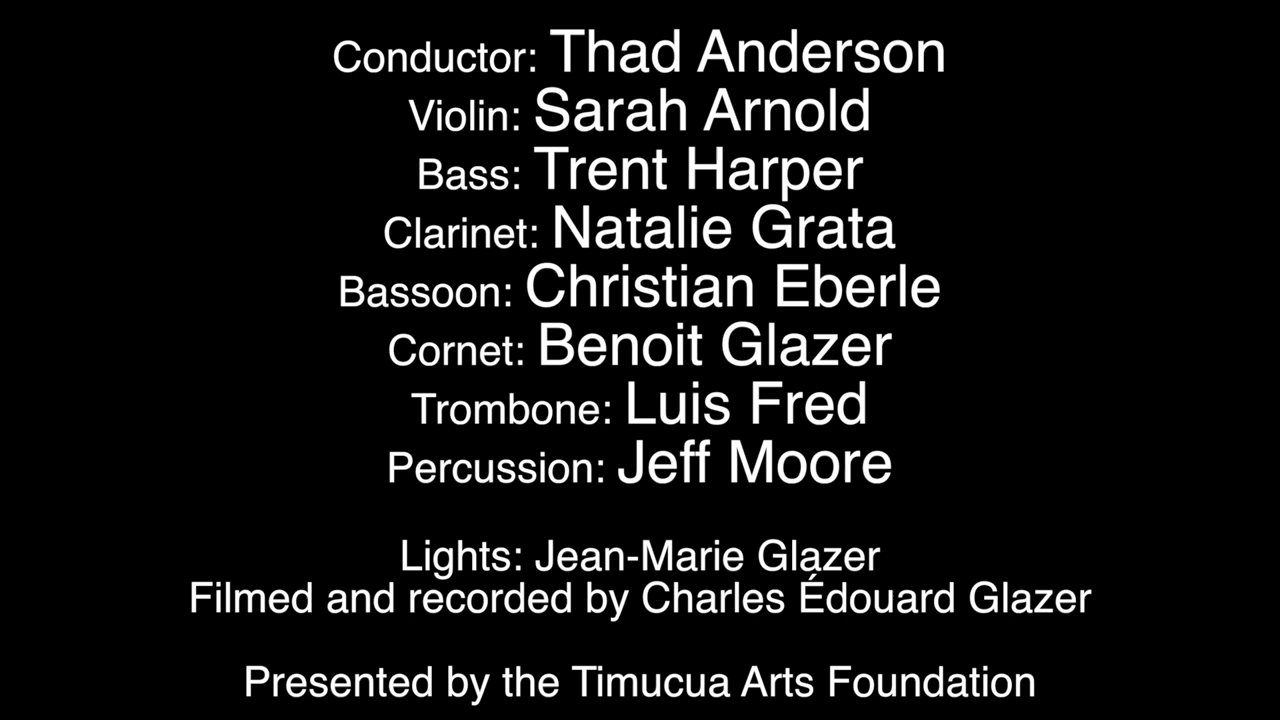 Conductor: Thad Anderson
Violin: Sarah Arnold
Bass: Trent Harper
Clarinet: Natalie Grata
Bassoon: Christian Eberle
Cornet: Benoit Glazer
Trombone: Luis Fred
Percussion: Jeff Moore
Lights: Jean-Marie Glazer
Filmed and recorded by Charles Édouard Glazer
Presented by the Timucua Arts Foundation